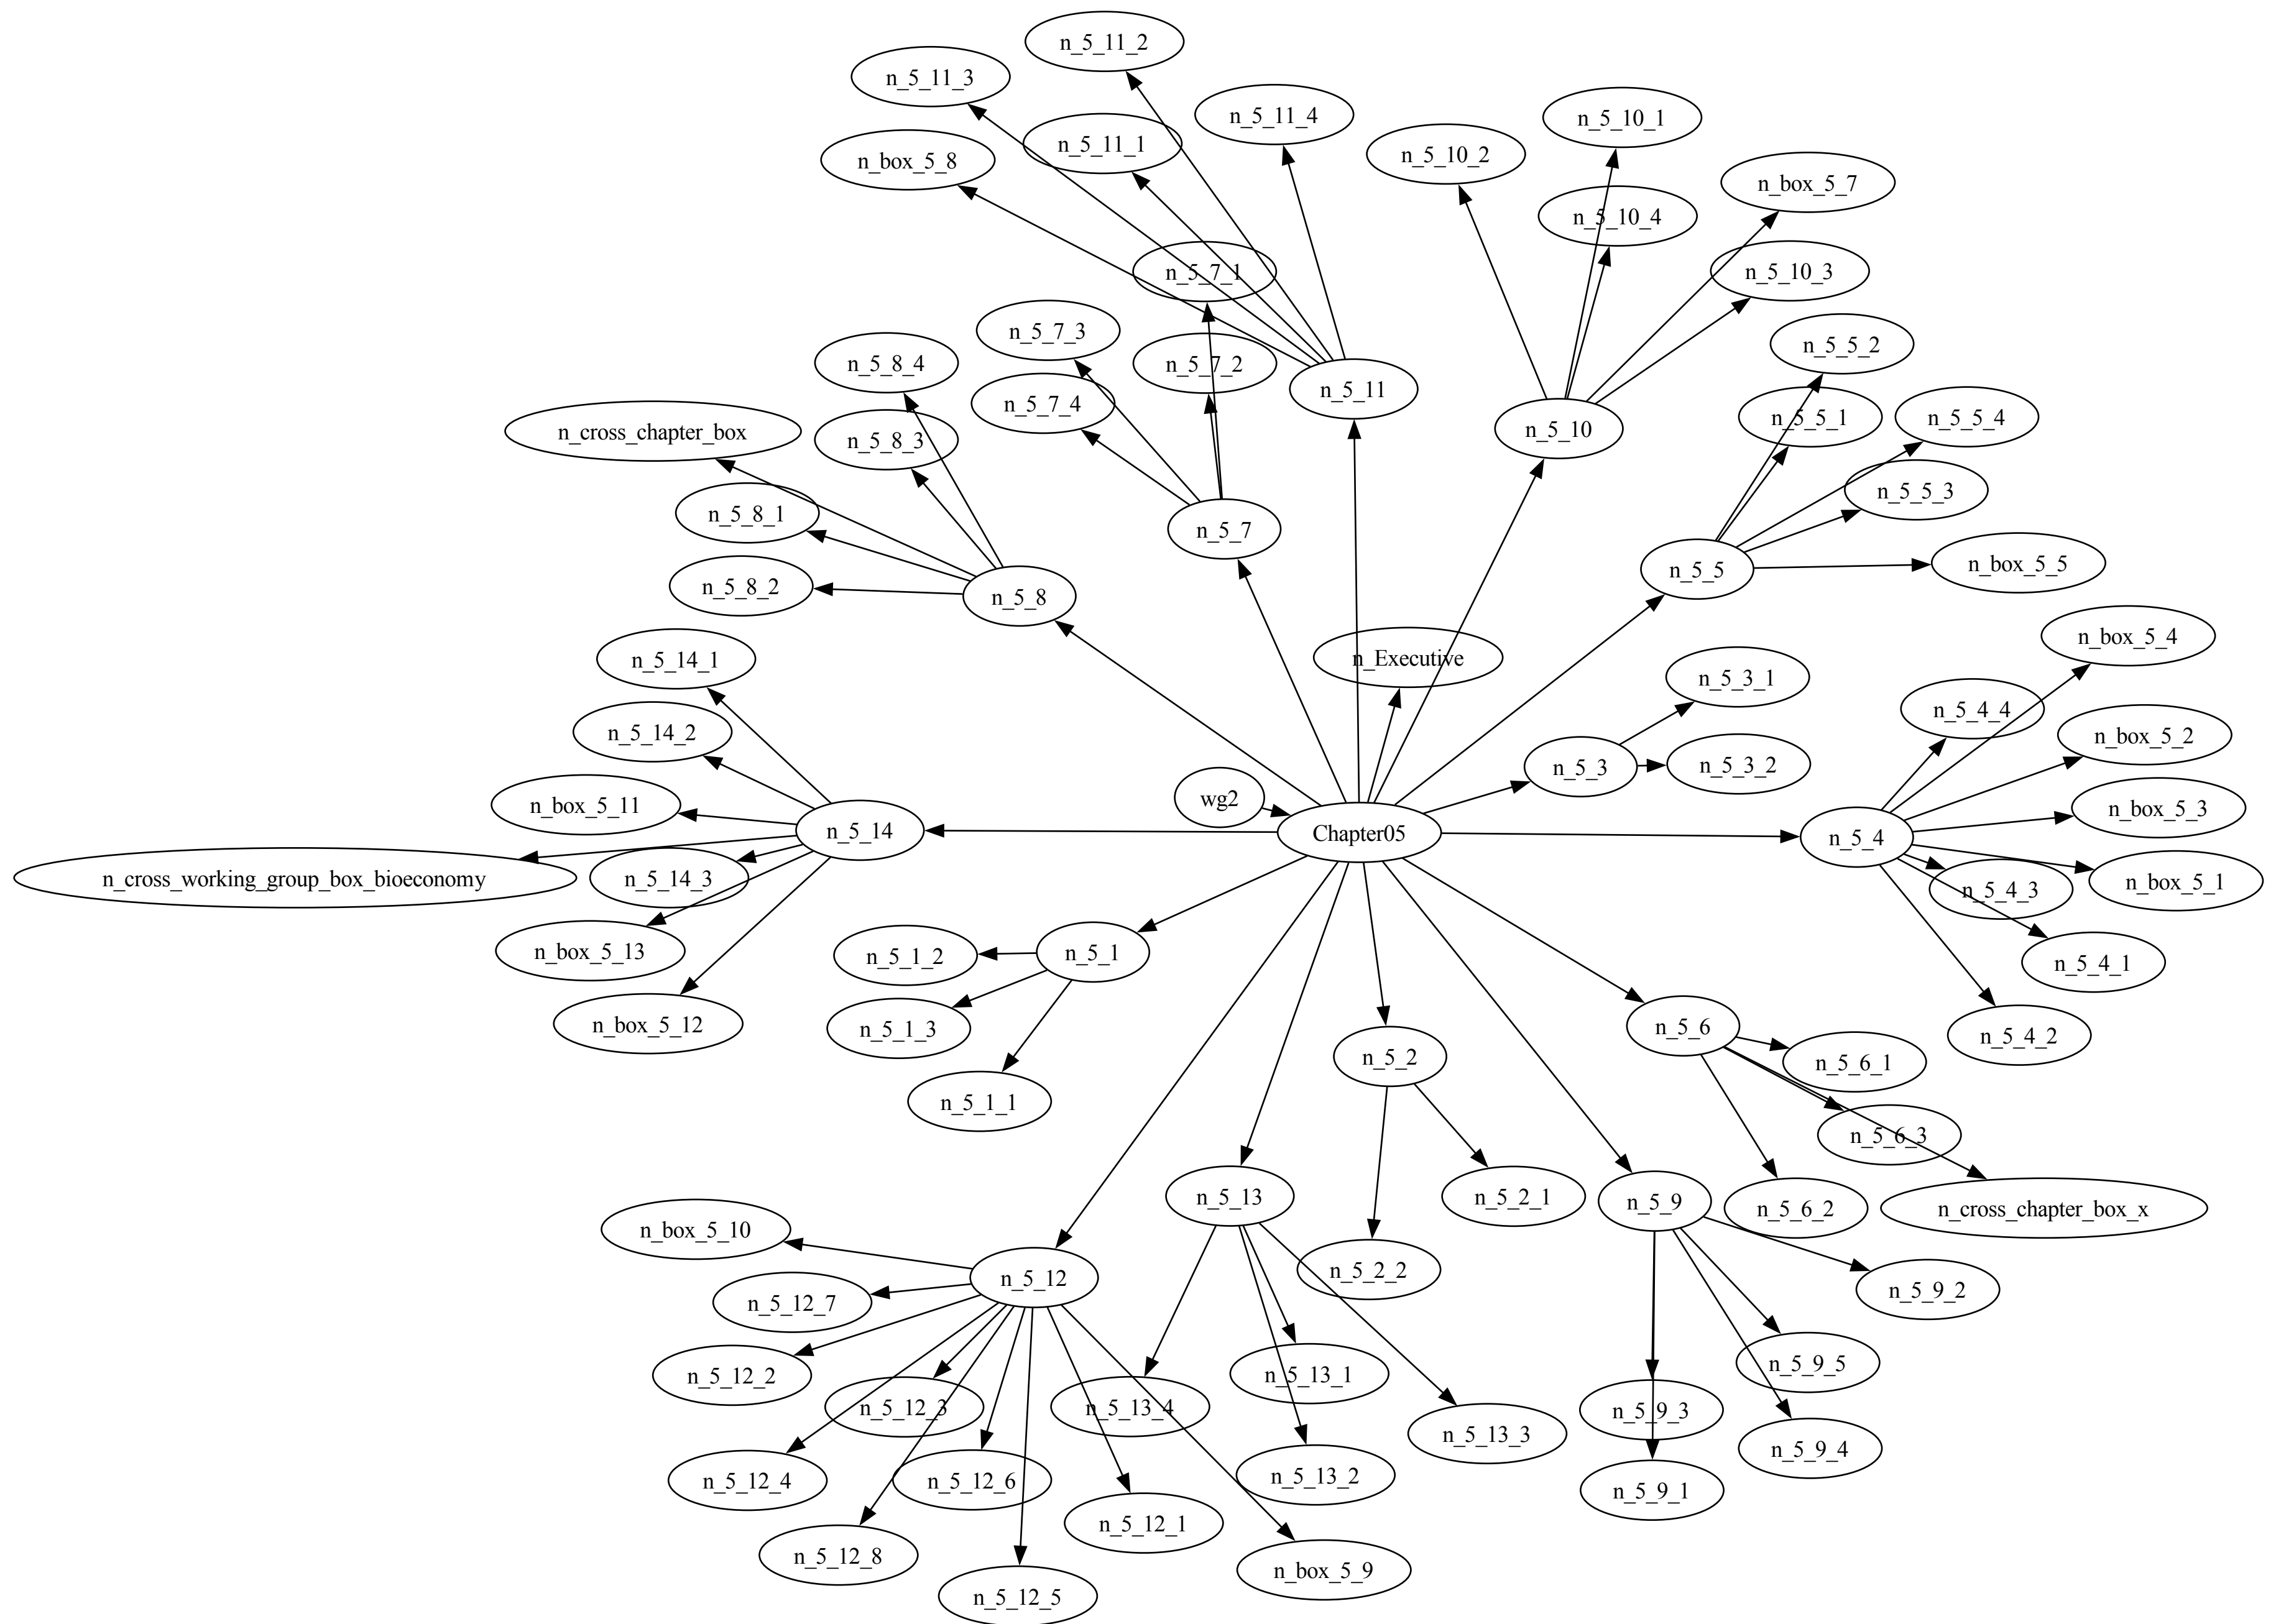 n_5_11_2
n_5_11_3
n_5_11_4
n_5_10_1
n_5_11_1
n_5_10_2
n_box_5_8
n_box_5_7
n_5_10_4
n_5_7_1
n_5_10_3
n_5_7_3
n_5_5_2
n_5_8_4
n_5_7_2
n_5_11
n_5_7_4
n_5_5_1
n_5_5_4
n_5_10
n_cross_chapter_box
n_5_8_3
n_5_5_3
n_5_8_1
n_5_7
n_box_5_5
n_5_5
n_5_8_2
n_5_8
n_box_5_4
n_5_14_1
n_Executive
n_5_3_1
n_5_4_4
n_5_14_2
n_box_5_2
n_5_3
n_5_3_2
wg2
n_box_5_11
n_box_5_3
n_5_14
Chapter05
n_5_4
n_cross_working_group_box_bioeconomy
n_5_14_3
n_box_5_1
n_5_4_3
n_box_5_13
n_5_1_2
n_5_1
n_5_4_1
n_box_5_12
n_5_1_3
n_5_6
n_5_4_2
n_5_2
n_5_6_1
n_5_1_1
n_5_6_3
n_5_13
n_5_2_1
n_5_9
n_5_6_2
n_cross_chapter_box_x
n_box_5_10
n_5_2_2
n_5_12
n_5_9_2
n_5_12_7
n_5_9_5
n_5_12_2
n_5_13_1
n_5_12_3
n_5_13_4
n_5_9_3
n_5_13_3
n_5_9_4
n_5_12_4
n_5_12_6
n_5_13_2
n_5_9_1
n_5_12_1
n_5_12_8
n_box_5_9
n_5_12_5